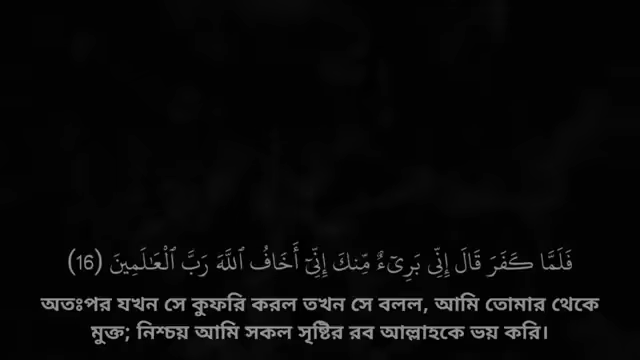 فَلَمَّا كَفَرَ قَالَ إِنِّى بَرِىٓءٌ مِّنكَ إِنِّىٓ أَخَافُ ٱللَّهَ رَبَّ ٱلْعَـٰلَمِينَ (16)
অতঃপর যখন সে কুফরি করল তখন সে বলল, আমি তোমার থেকে
মুক্ত; নিশ্চয় আমি সকল সৃষ্টির রব আল্লাহকে ভয় করি।